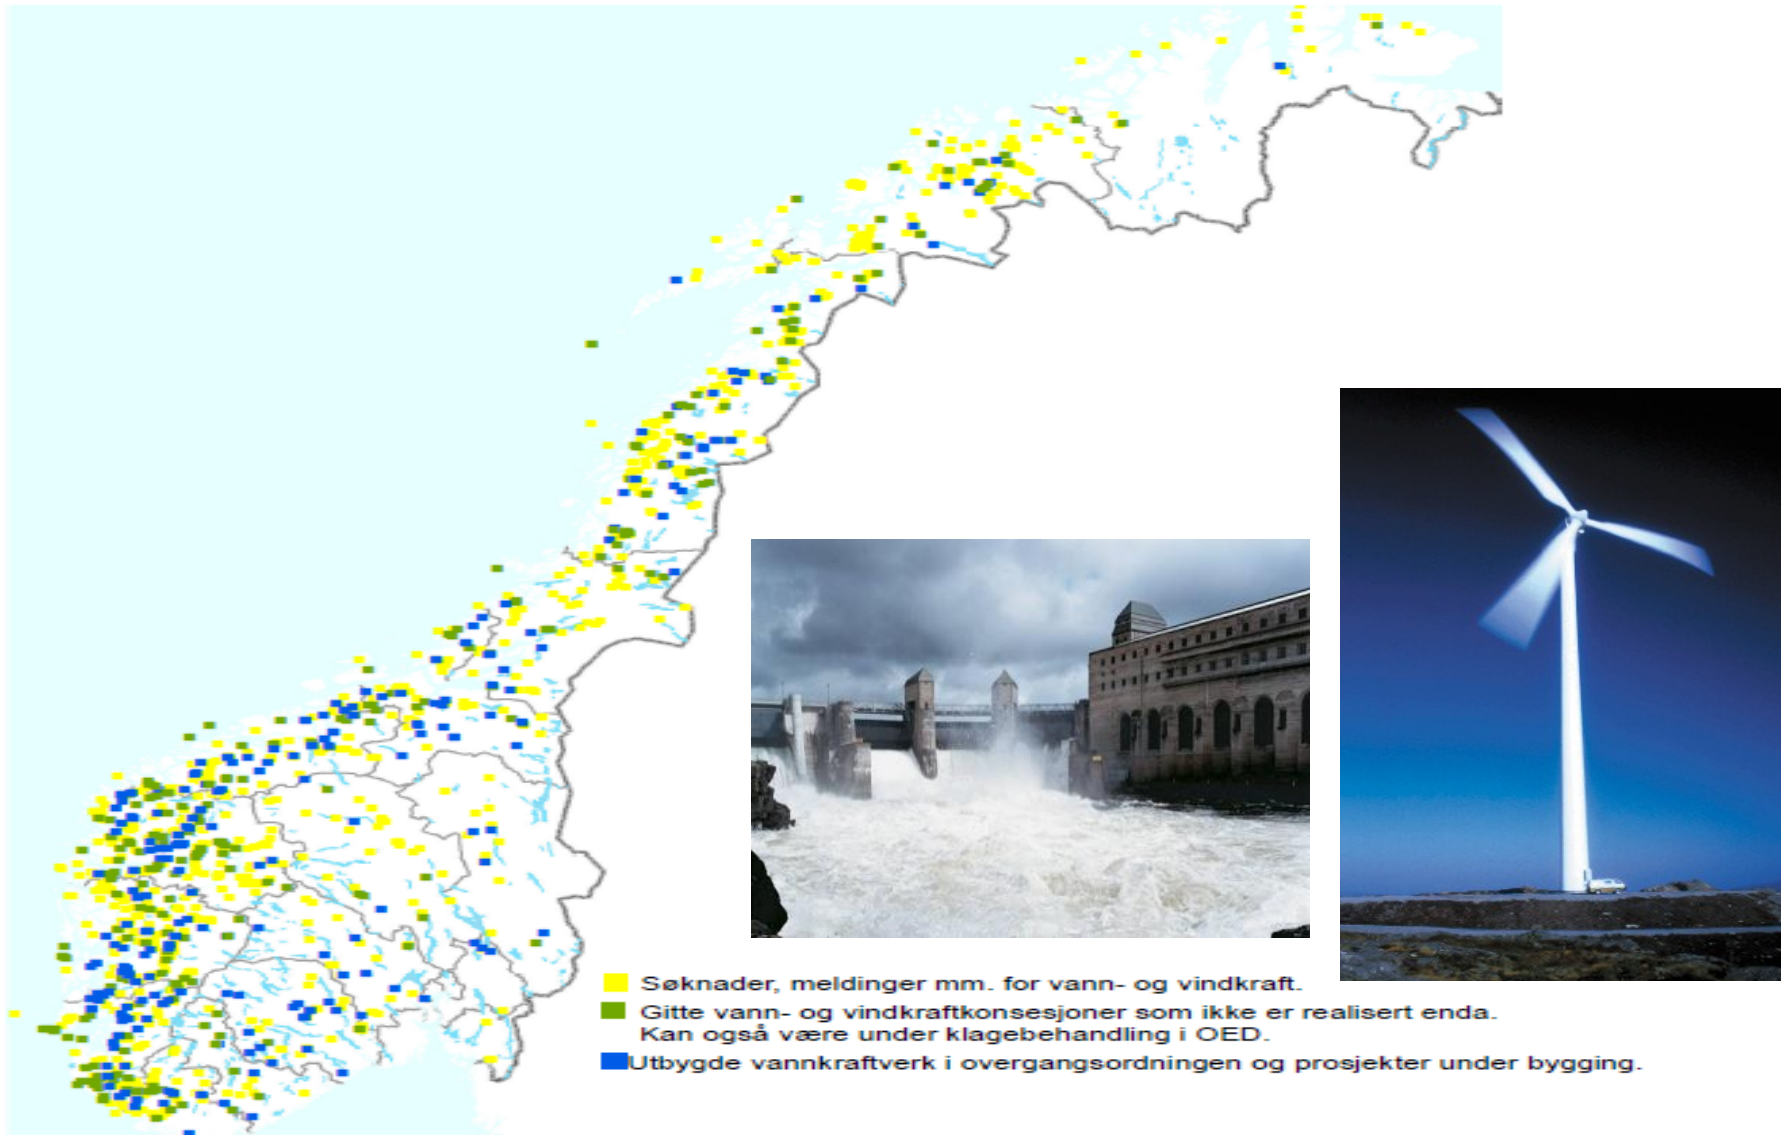 Søknader, meldinger mm. for vann- og vindkraft.
Gitte vann- og vindkraftkonsesjoner som ikke er realisert enda.
Kan også være under klagebehandling i OED.
Utbygde vannkraftverk i overgangsordningen og prosjekter under bygging.